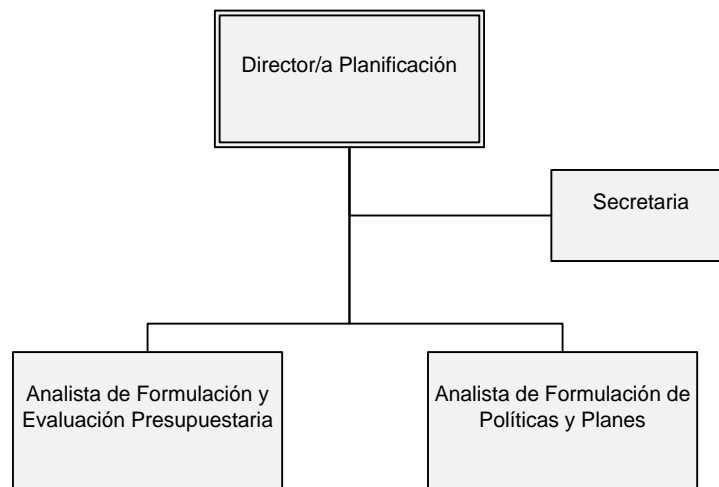 Director/a Planificación
Secretaria
Analista de Formulación y
Evaluación Presupuestaria
Analista de Formulación de
Políticas y Planes